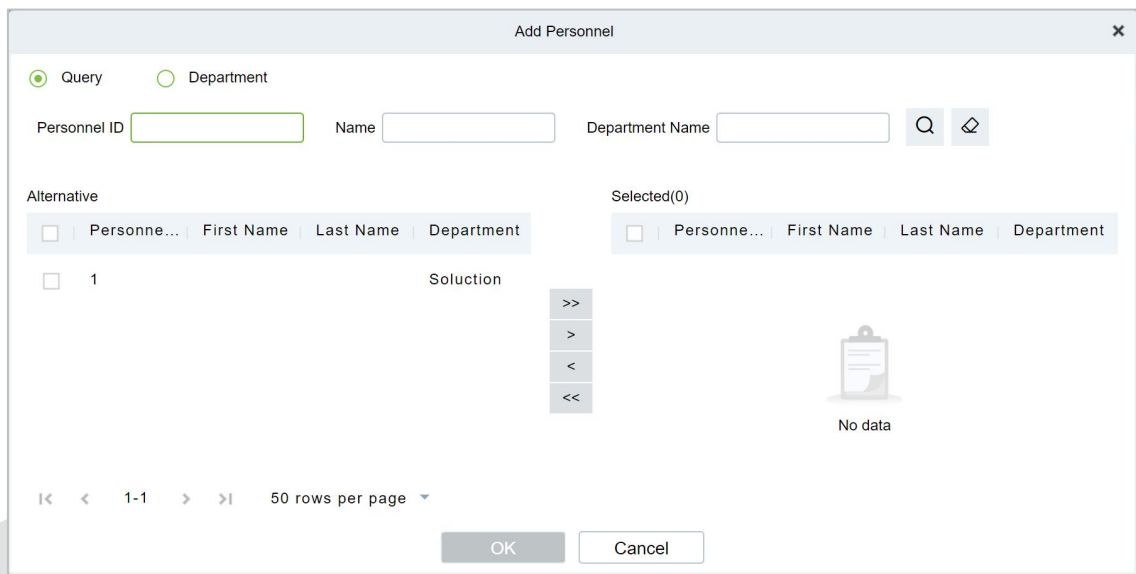 Add Personnel
Query Department
Personnel ID Name Department Name
Alternative Selected(0)
Personne... First Name Last Name Department Personne... First Name Last Name Department
1 Soluction
>>
>
<
<<
No data
1-1 50 rows per page
OK Cancel